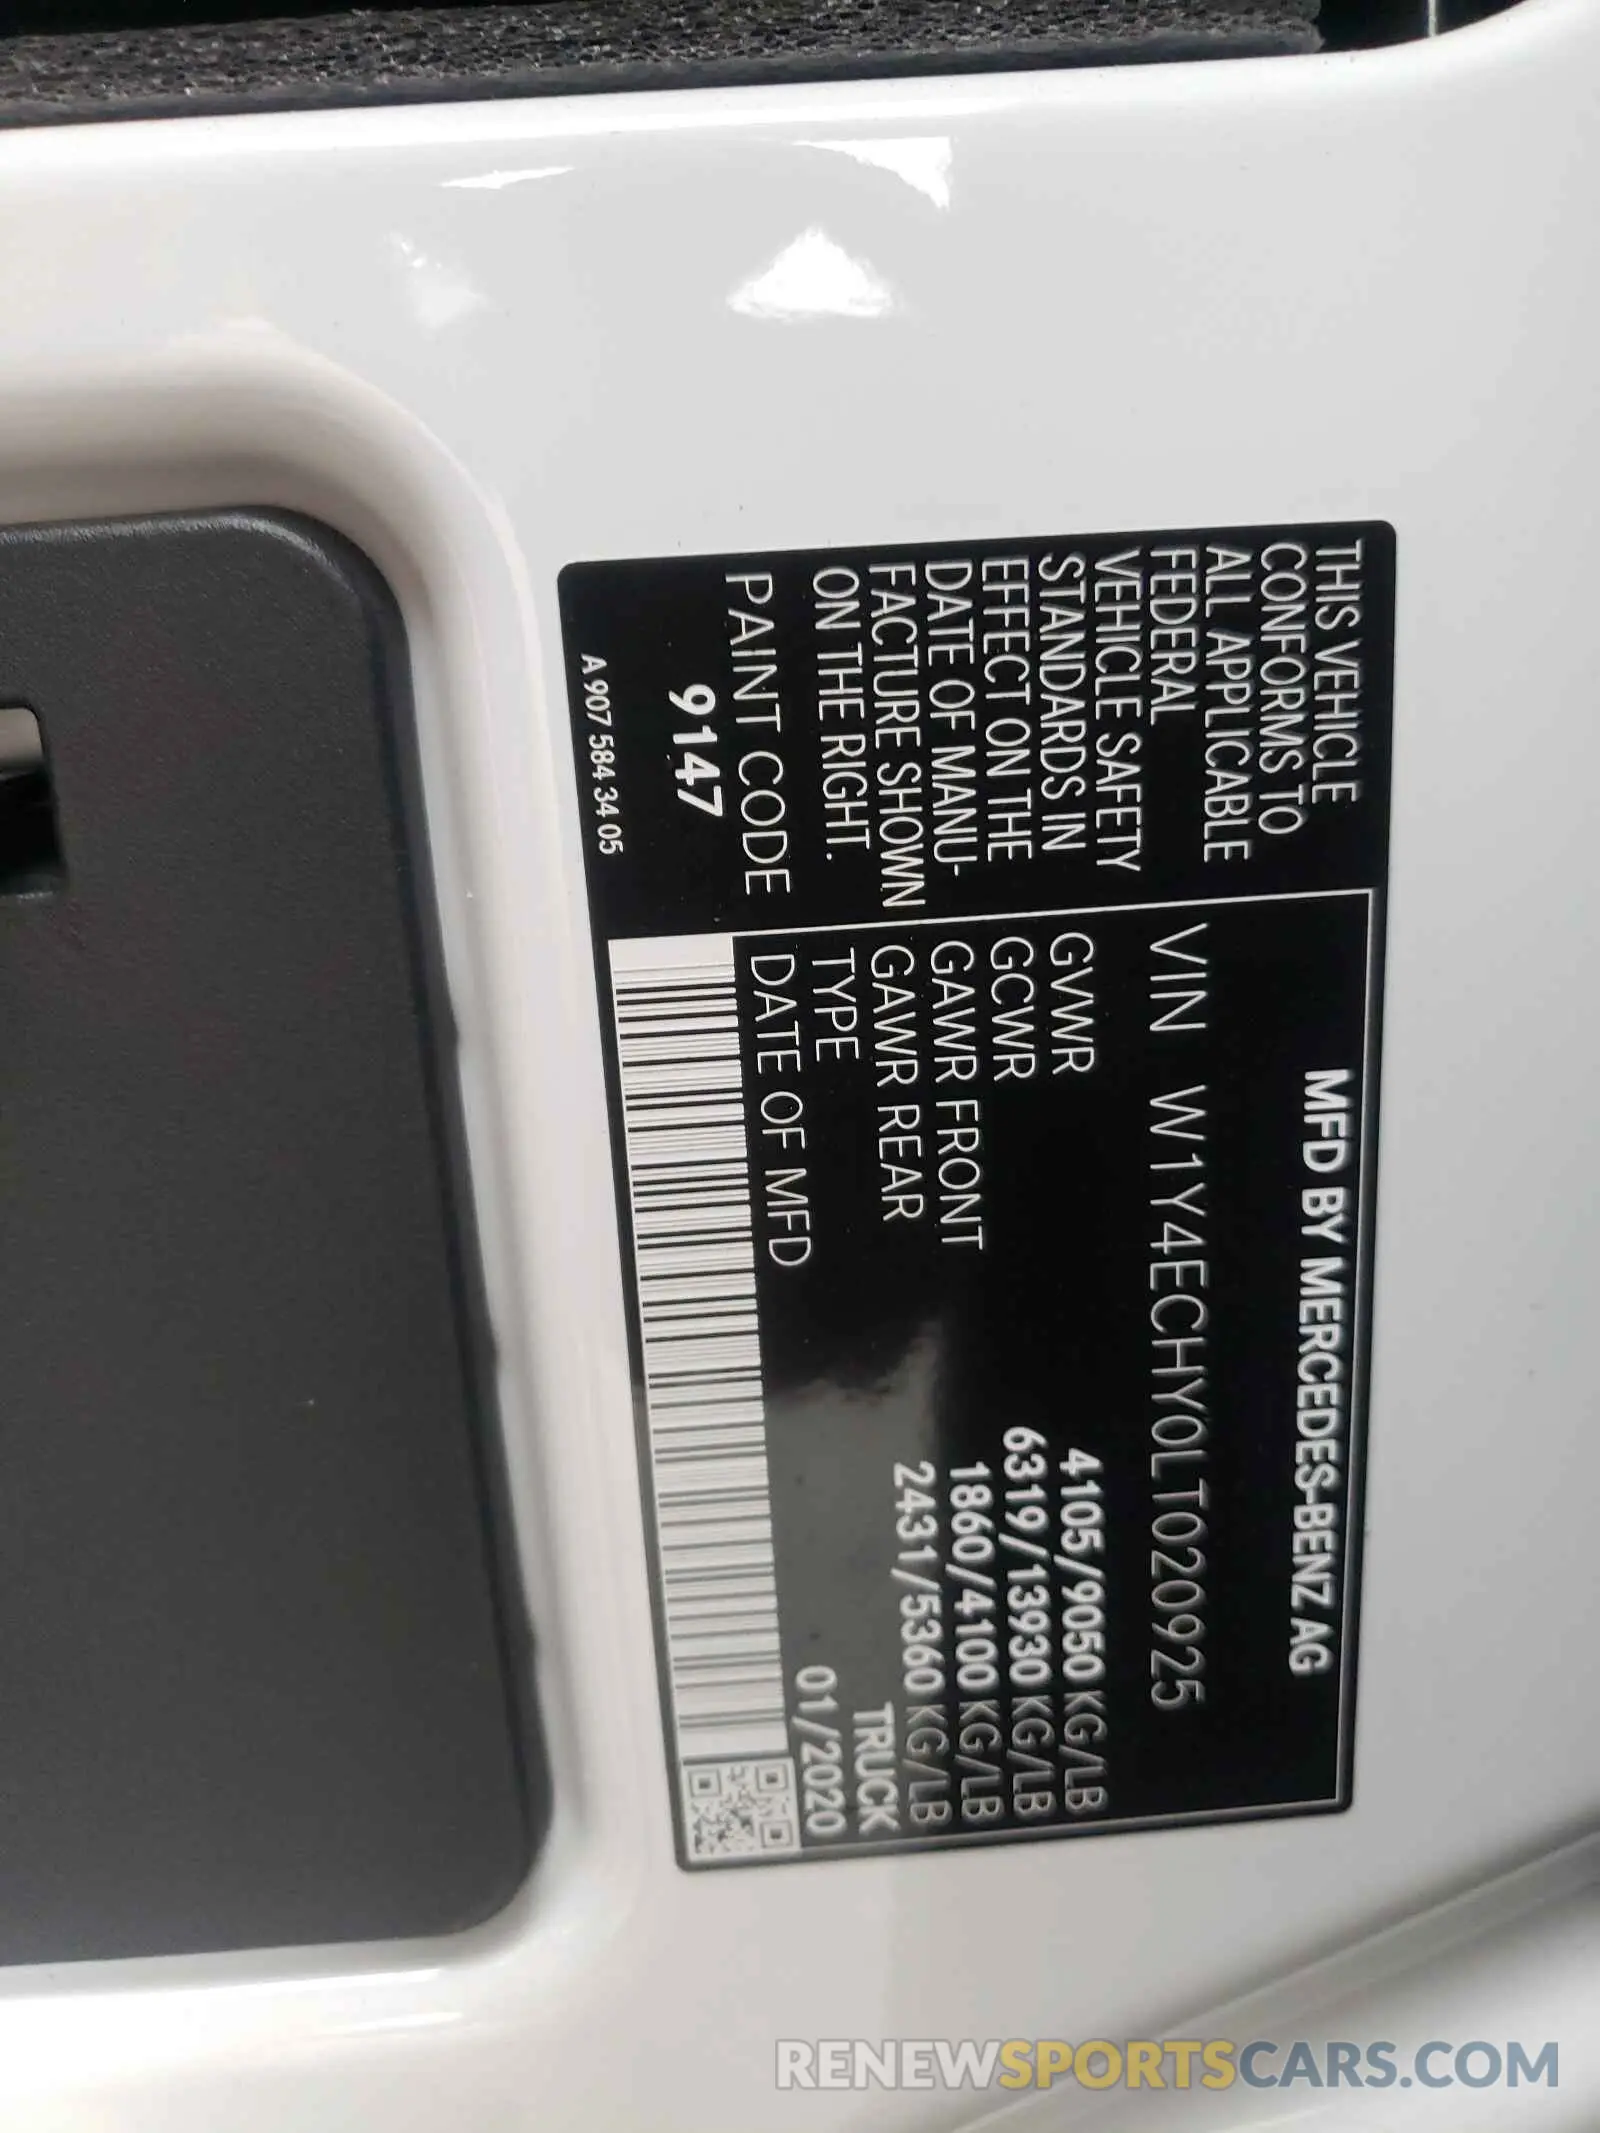 THIS VEHICLE
CONFORMS TO
ALL APPLICABLE
FEDERAL
VEHICLE SAFETY
STANDARDS IN
EFFECT ON THE
DATE OF MANU-
FACTURE SHOWN
ON THE RIGHT.
PAINT CODE
9147
A 907 584 34 05
MFD BY MERCEDES-BENZ AG
VIN W1Y4ECHY0LT020925
GVWR 4105/9050 KG/LB
GCWR 6319/13930 KG/LB
GAWR FRONT 1860/4100 KG/LB
GAWR REAR 2431/5360 KG/LB
TYPE TRUCK
DATE OF MFD 01/2020
RENEWSPORTSCARS.COM